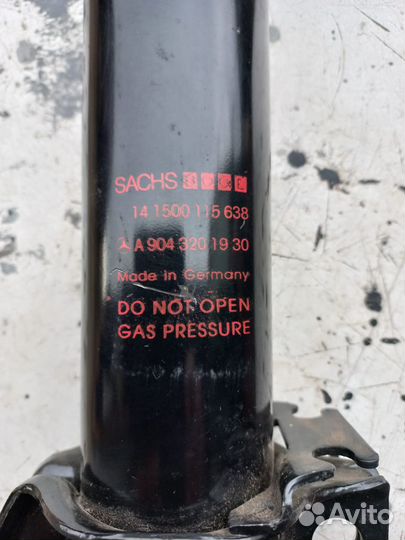 SACHS
14 1500 115 638
A 904 320 19 30
Made in Germany
DO NOT OPEN
GAS PRESSURE
Avito